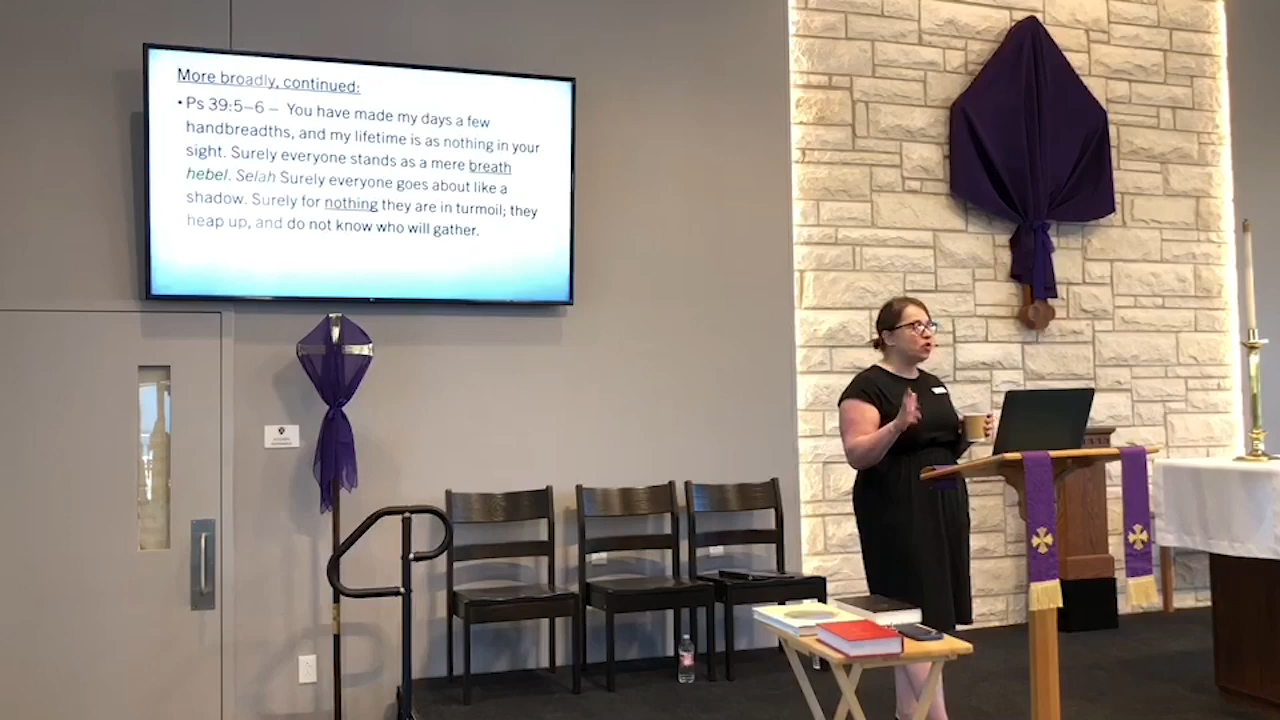 More broadly, continued:
• Ps 39:5–6 – You have made my days a few
handbreadths, and my lifetime is as nothing in your
sight. Surely everyone stands as a mere breath
hebel. Selah Surely everyone goes about like a
shadow. Surely for nothing they are in turmoil; they
heap up, and do not know who will gather.